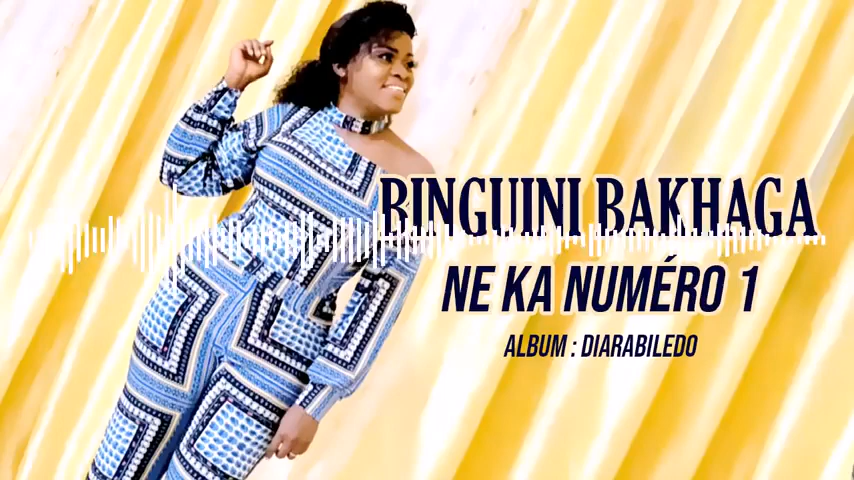 BINGUINI BAKHAGA
NE KA NUMÉRO 1
ALBUM : DIARABILEDO